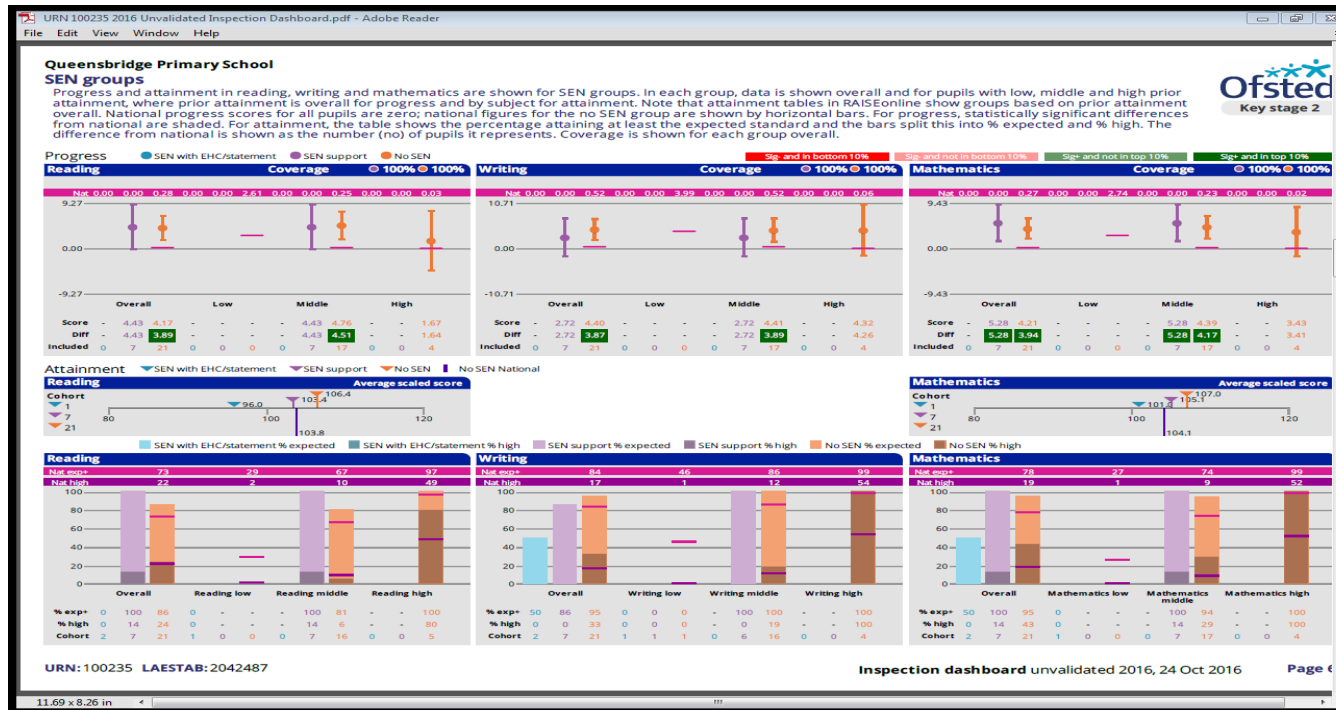 URN 100235 2016 Unvalidated Inspection Dashboard.pdf - Adobe Reader
File Edit View Window Help
Queensbridge Primary School
SEN groups
Progress and attainment in reading, writing and mathematics are shown for SEN groups. In each group, data is shown overall and for pupils with low, middle and high prior
attainment, where prior attainment is overall for progress and by subject for attainment. Note that attainment tables in RAISEonline show groups based on prior attainment
overall. National progress scores for all pupils are zero; national figures for the no SEN group are shown by horizontal bars. For progress, statistically significant differences
from national are shaded. For attainment, the table shows the percentage attaining at least the expected standard and the bars split this into % expected and % high. The
difference from national is shown as the number (no) of pupils it represents. Coverage is shown for each group overall.
Ofsted
Key stage 2
Progress SEN with EHC/statement SEN support No SEN Sig- and in bottom 10% Sig- and not in bottom 10% Sig+ and not in top 10% Sig+ and in top 10%
Reading Coverage 100% 100%
Nat 0.00 0.00 0.28 0.00 0.00 2.61 0.00 0.00 0.25 0.00 0.00 0.03
9.27
0.00
-9.27
Overall Low Middle High
Score - 4.43 4.17 - - - - 4.43 4.76 - - 1.67
Diff - 4.43 3.89 - - - - 4.43 4.51 - - 1.64
Included 0 7 21 0 0 0 0 7 17 0 0 4
Writing Coverage 100% 100%
Nat 0.00 0.00 0.52 0.00 0.00 3.99 0.00 0.00 0.52 0.00 0.00 0.06
10.71
0.00
-10.71
Overall Low Middle High
Score - 2.72 4.40 - - - - 2.72 4.41 - - 4.32
Diff - 2.72 3.87 - - - - 2.72 3.89 - - 4.26
Included 0 7 21 0 0 0 0 7 17 0 0 4
Mathematics Coverage 100% 100%
Nat 0.00 0.00 0.27 0.00 0.00 2.74 0.00 0.00 0.23 0.00 0.00 0.02
9.43
0.00
-9.43
Overall Low Middle High
Score - 5.28 4.21 - - - - 5.28 4.39 - - 3.43
Diff - 5.28 3.94 - - - - 5.28 4.17 - - 3.41
Included 0 7 21 0 0 0 0 7 17 0 0 4
Attainment SEN with EHC/statement SEN support No SEN No SEN National
Reading Average scaled score
Cohort
1
7
21
96.0 103.4 106.4
80 100 120
103.8
Mathematics Average scaled score
Cohort
1
7
21
101.0 105.1 107.0
80 100 120
104.1
SEN with EHC/statement % expected SEN with EHC/statement % high SEN support % expected SEN support % high No SEN % expected No SEN % high
Reading
Nat exp+ 73 29 67 97
Nat high 22 2 10 49
100
80
60
40
20
0
Overall Reading low Reading middle Reading high
% exp+ 0 100 86 0 - - - 100 81 - - 100
% high 0 14 24 0 - - - 14 6 - - 80
Cohort 2 7 21 1 0 0 0 7 16 0 0 5
Writing
Nat exp+ 84 46 86 99
Nat high 17 1 12 54
100
80
60
40
20
0
Overall Writing low Writing middle Writing high
% exp+ 50 86 95 0 0 0 - 100 100 - - 100
% high 0 0 33 0 0 0 - 0 19 - - 100
Cohort 2 7 21 1 1 1 0 6 16 0 0 4
Mathematics
Nat exp+ 78 27 74 99
Nat high 19 1 9 52
100
80
60
40
20
0
Overall Mathematics low Mathematics middle Mathematics high
% exp+ 50 100 95 0 - - - 100 94 - - 100
% high 0 14 43 0 - - - 14 29 - - 100
Cohort 2 7 21 1 0 0 0 7 17 0 0 4
URN: 100235 LAESTAB: 2042487
Inspection dashboard unvalidated 2016, 24 Oct 2016 Page
11.69 x 8.26 in